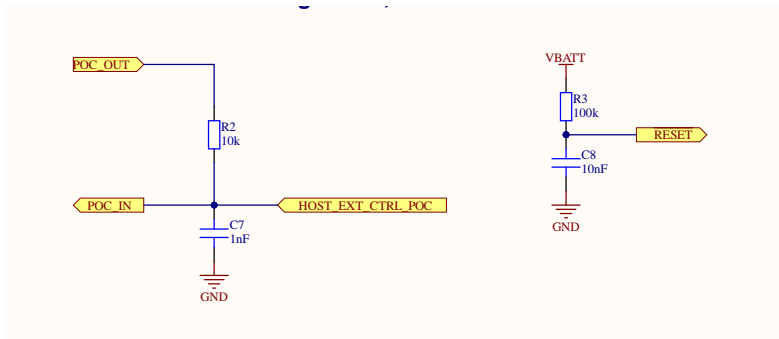 POC_OUT
R2
10k
POC_IN
HOST_EXT_CTRL_POC
C7
1nF
GND
VBATT
R3
100k
RESET
C8
10nF
GND